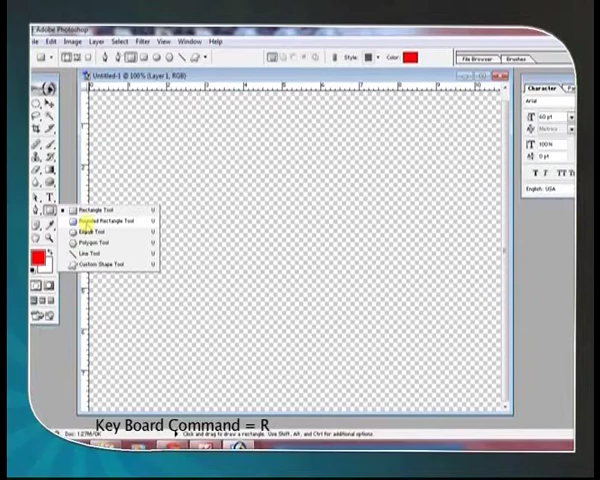 Adobe Photoshop
Edit Image Layer Select Filter View Window Help
Style: Color: File Browser Brushes
Untitled-1 @ 100% (Layer 1, RGB)
Character
Arial
60 pt
Metrics
100%
0 pt
T T TT
English: USA
Rectangle Tool U
Rounded Rectangle Tool U
Ellipse Tool U
Polygon Tool U
Line Tool U
Custom Shape Tool U
Key Board Command = R
Click and drag to draw a rectangle. Use Shift, Alt, and Ctrl for additional options.